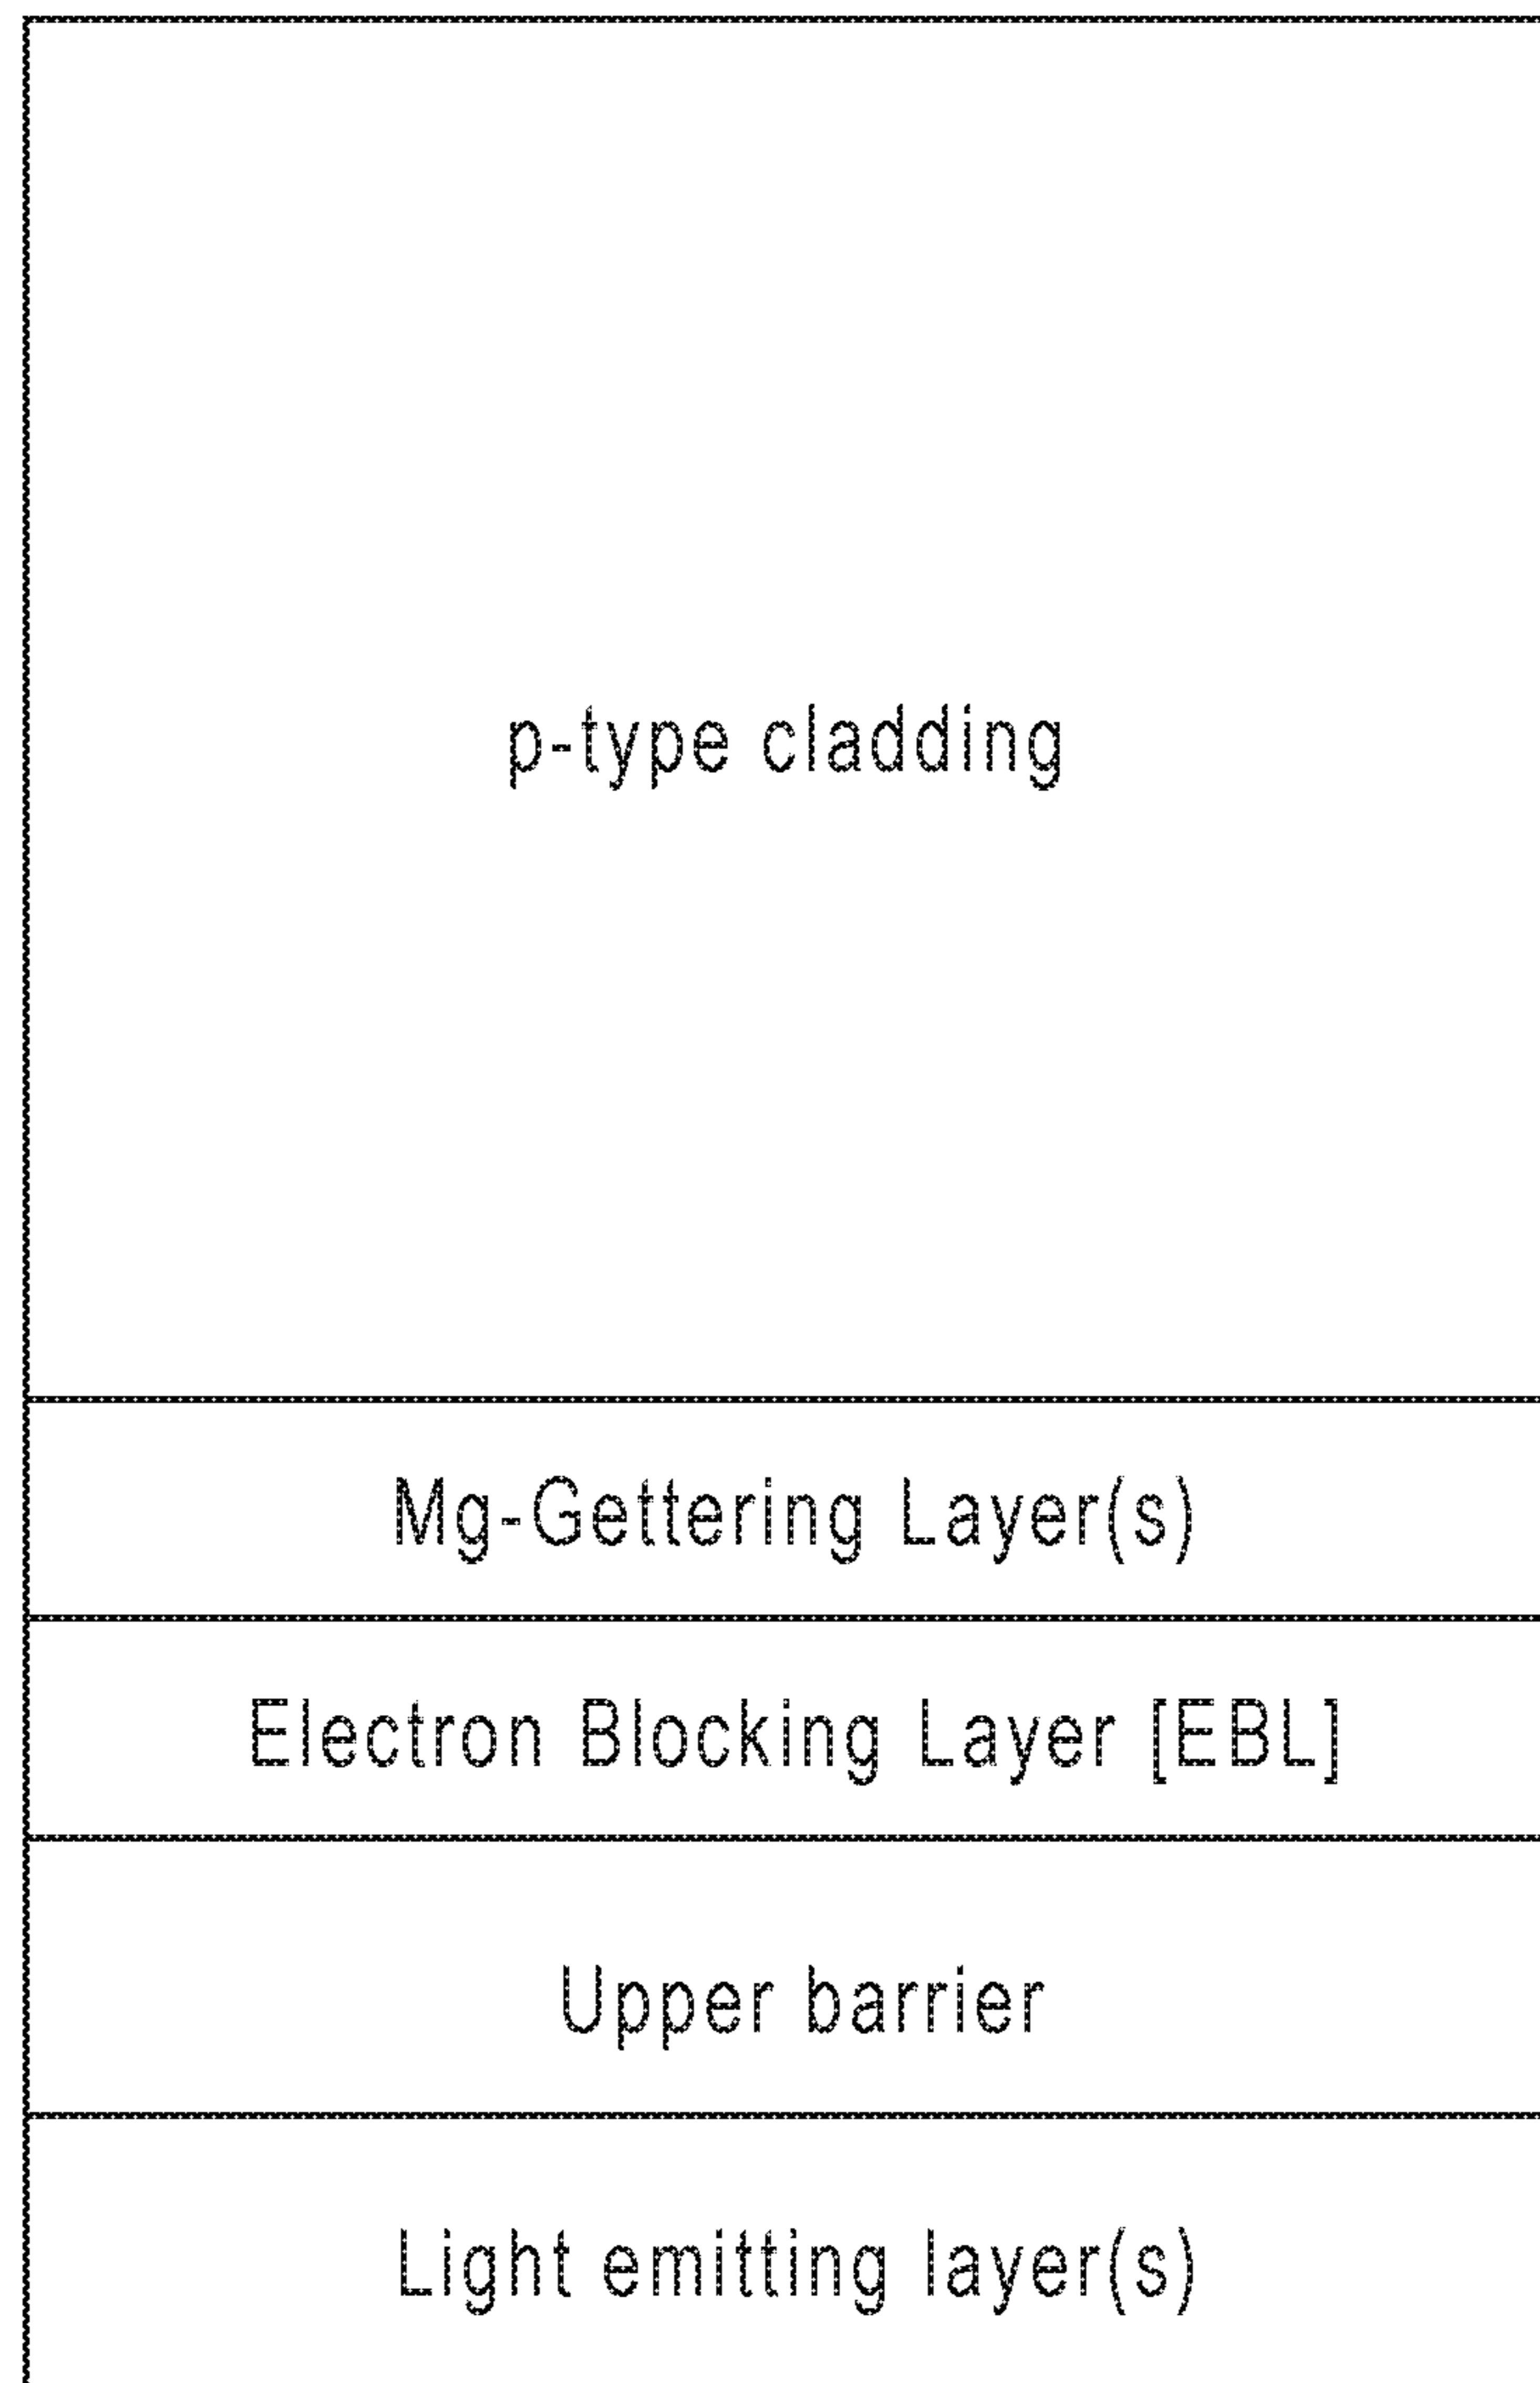 p-type cladding
Mg-Gettering Layer(s)
Electron Blocking Layer [EBL]
Upper barrier
Light emitting layer(s)